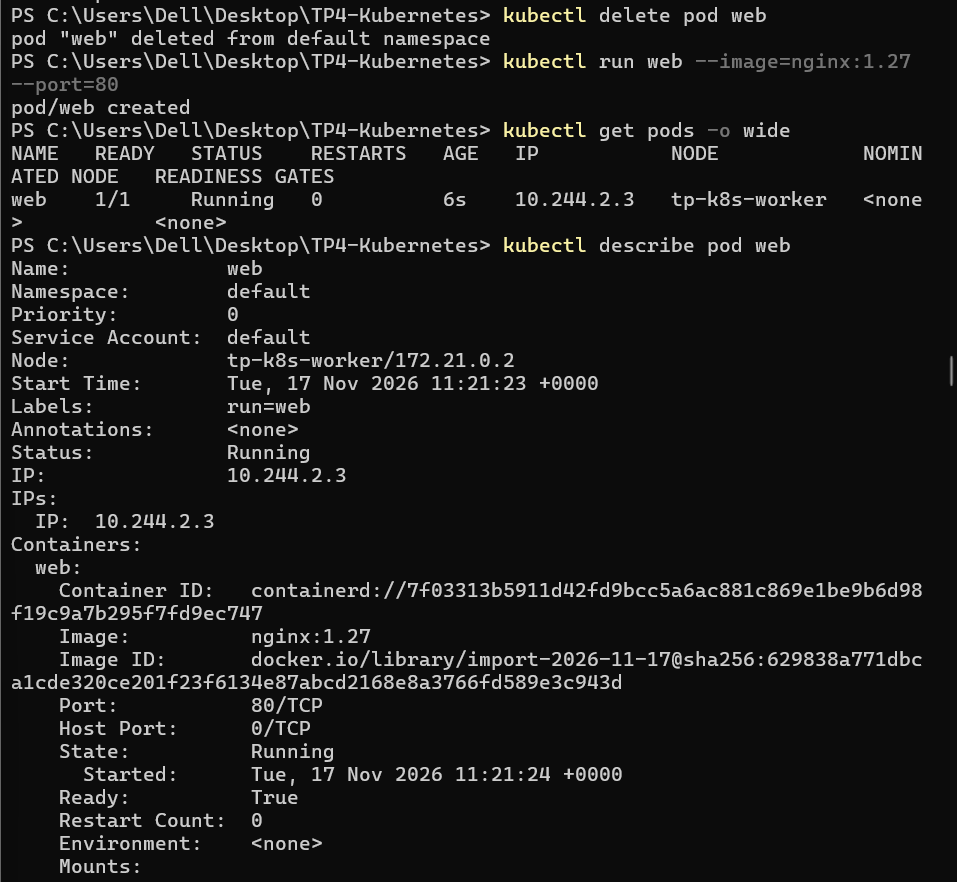 PS C:\Users\Dell\Desktop\TP4-Kubernetes> kubectl delete pod web
pod "web" deleted from default namespace
PS C:\Users\Dell\Desktop\TP4-Kubernetes> kubectl run web --image=nginx:1.27
--port=80
pod/web created
PS C:\Users\Dell\Desktop\TP4-Kubernetes> kubectl get pods -o wide
NAME   READY   STATUS    RESTARTS   AGE   IP           NODE            NOMIN
ATED NODE   READINESS GATES
web    1/1     Running   0          6s    10.244.2.3   tp-k8s-worker   <none
>           <none>
PS C:\Users\Dell\Desktop\TP4-Kubernetes> kubectl describe pod web
Name:             web
Namespace:        default
Priority:         0
Service Account:  default
Node:             tp-k8s-worker/172.21.0.2
Start Time:       Tue, 17 Nov 2026 11:21:23 +0000
Labels:           run=web
Annotations:      <none>
Status:           Running
IP:               10.244.2.3
IPs:
  IP:  10.244.2.3
Containers:
  web:
    Container ID:   containerd://7f03313b5911d42fd9bcc5a6ac881c869e1be9b6d98
f19c9a7b295f7fd9ec747
    Image:          nginx:1.27
    Image ID:       docker.io/library/import-2026-11-17@sha256:629838a771dbc
a1cde320ce201f23f6134e87abcd2168e8a3766fd589e3c943d
    Port:           80/TCP
    Host Port:      0/TCP
    State:          Running
      Started:      Tue, 17 Nov 2026 11:21:24 +0000
    Ready:          True
    Restart Count:  0
    Environment:    <none>
    Mounts: